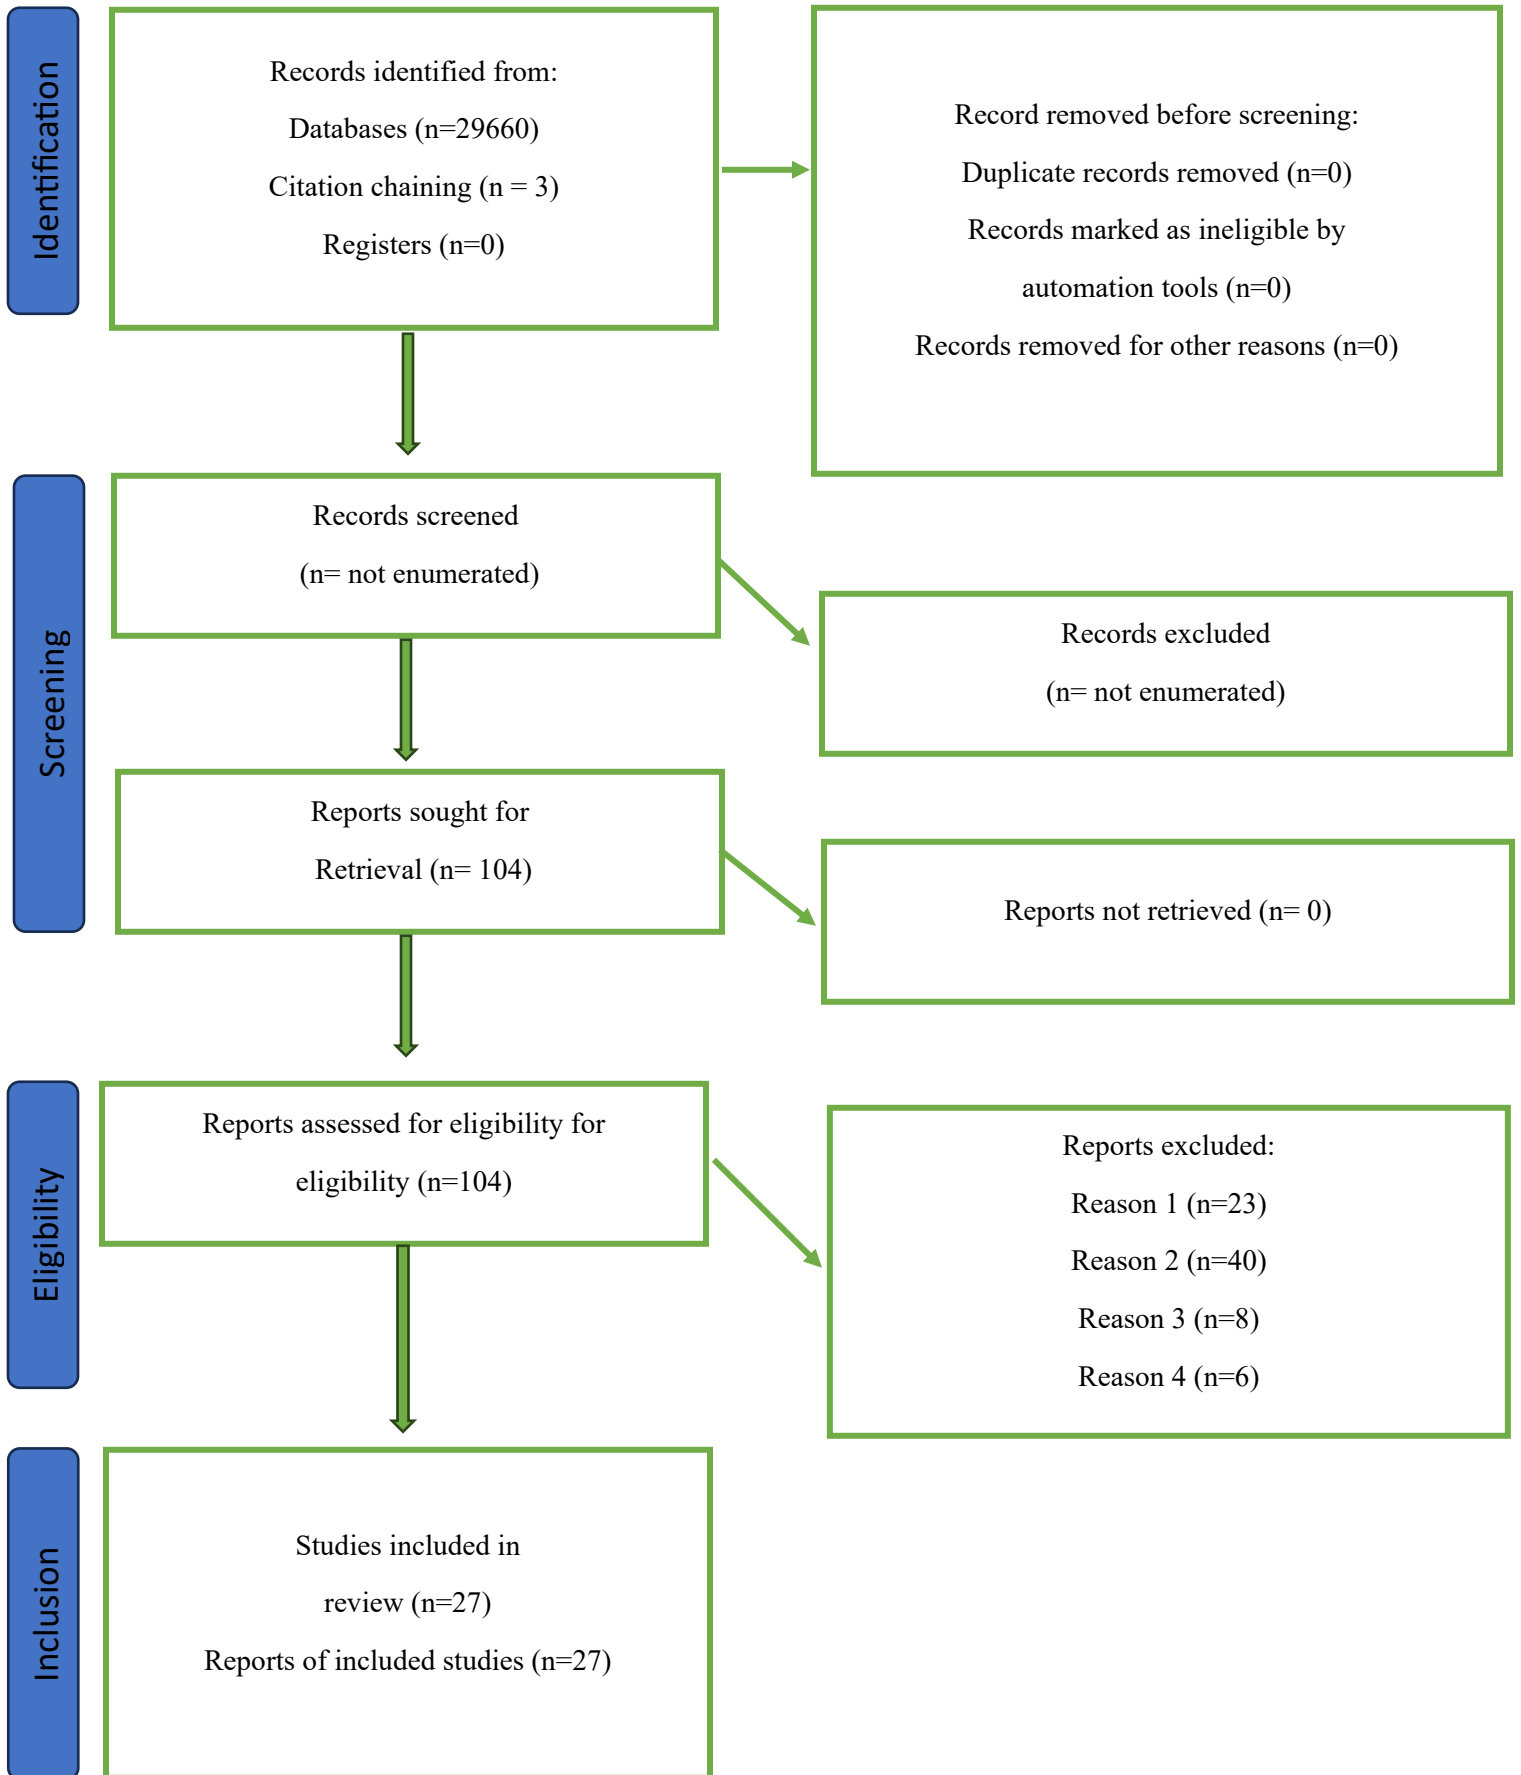 Identification
Records identified from:
Databases (n=29660)
Citation chaining (n = 3)
Registers (n=0)
Record removed before screening:
Duplicate records removed (n=0)
Records marked as ineligible by
automation tools (n=0)
Records removed for other reasons (n=0)
Screening
Records screened
(n= not enumerated)
Records excluded
(n= not enumerated)
Reports sought for
Retrieval (n= 104)
Reports not retrieved (n= 0)
Eligibility
Reports assessed for eligibility for
eligibility (n=104)
Reports excluded:
Reason 1 (n=23)
Reason 2 (n=40)
Reason 3 (n=8)
Reason 4 (n=6)
Inclusion
Studies included in
review (n=27)
Reports of included studies (n=27)